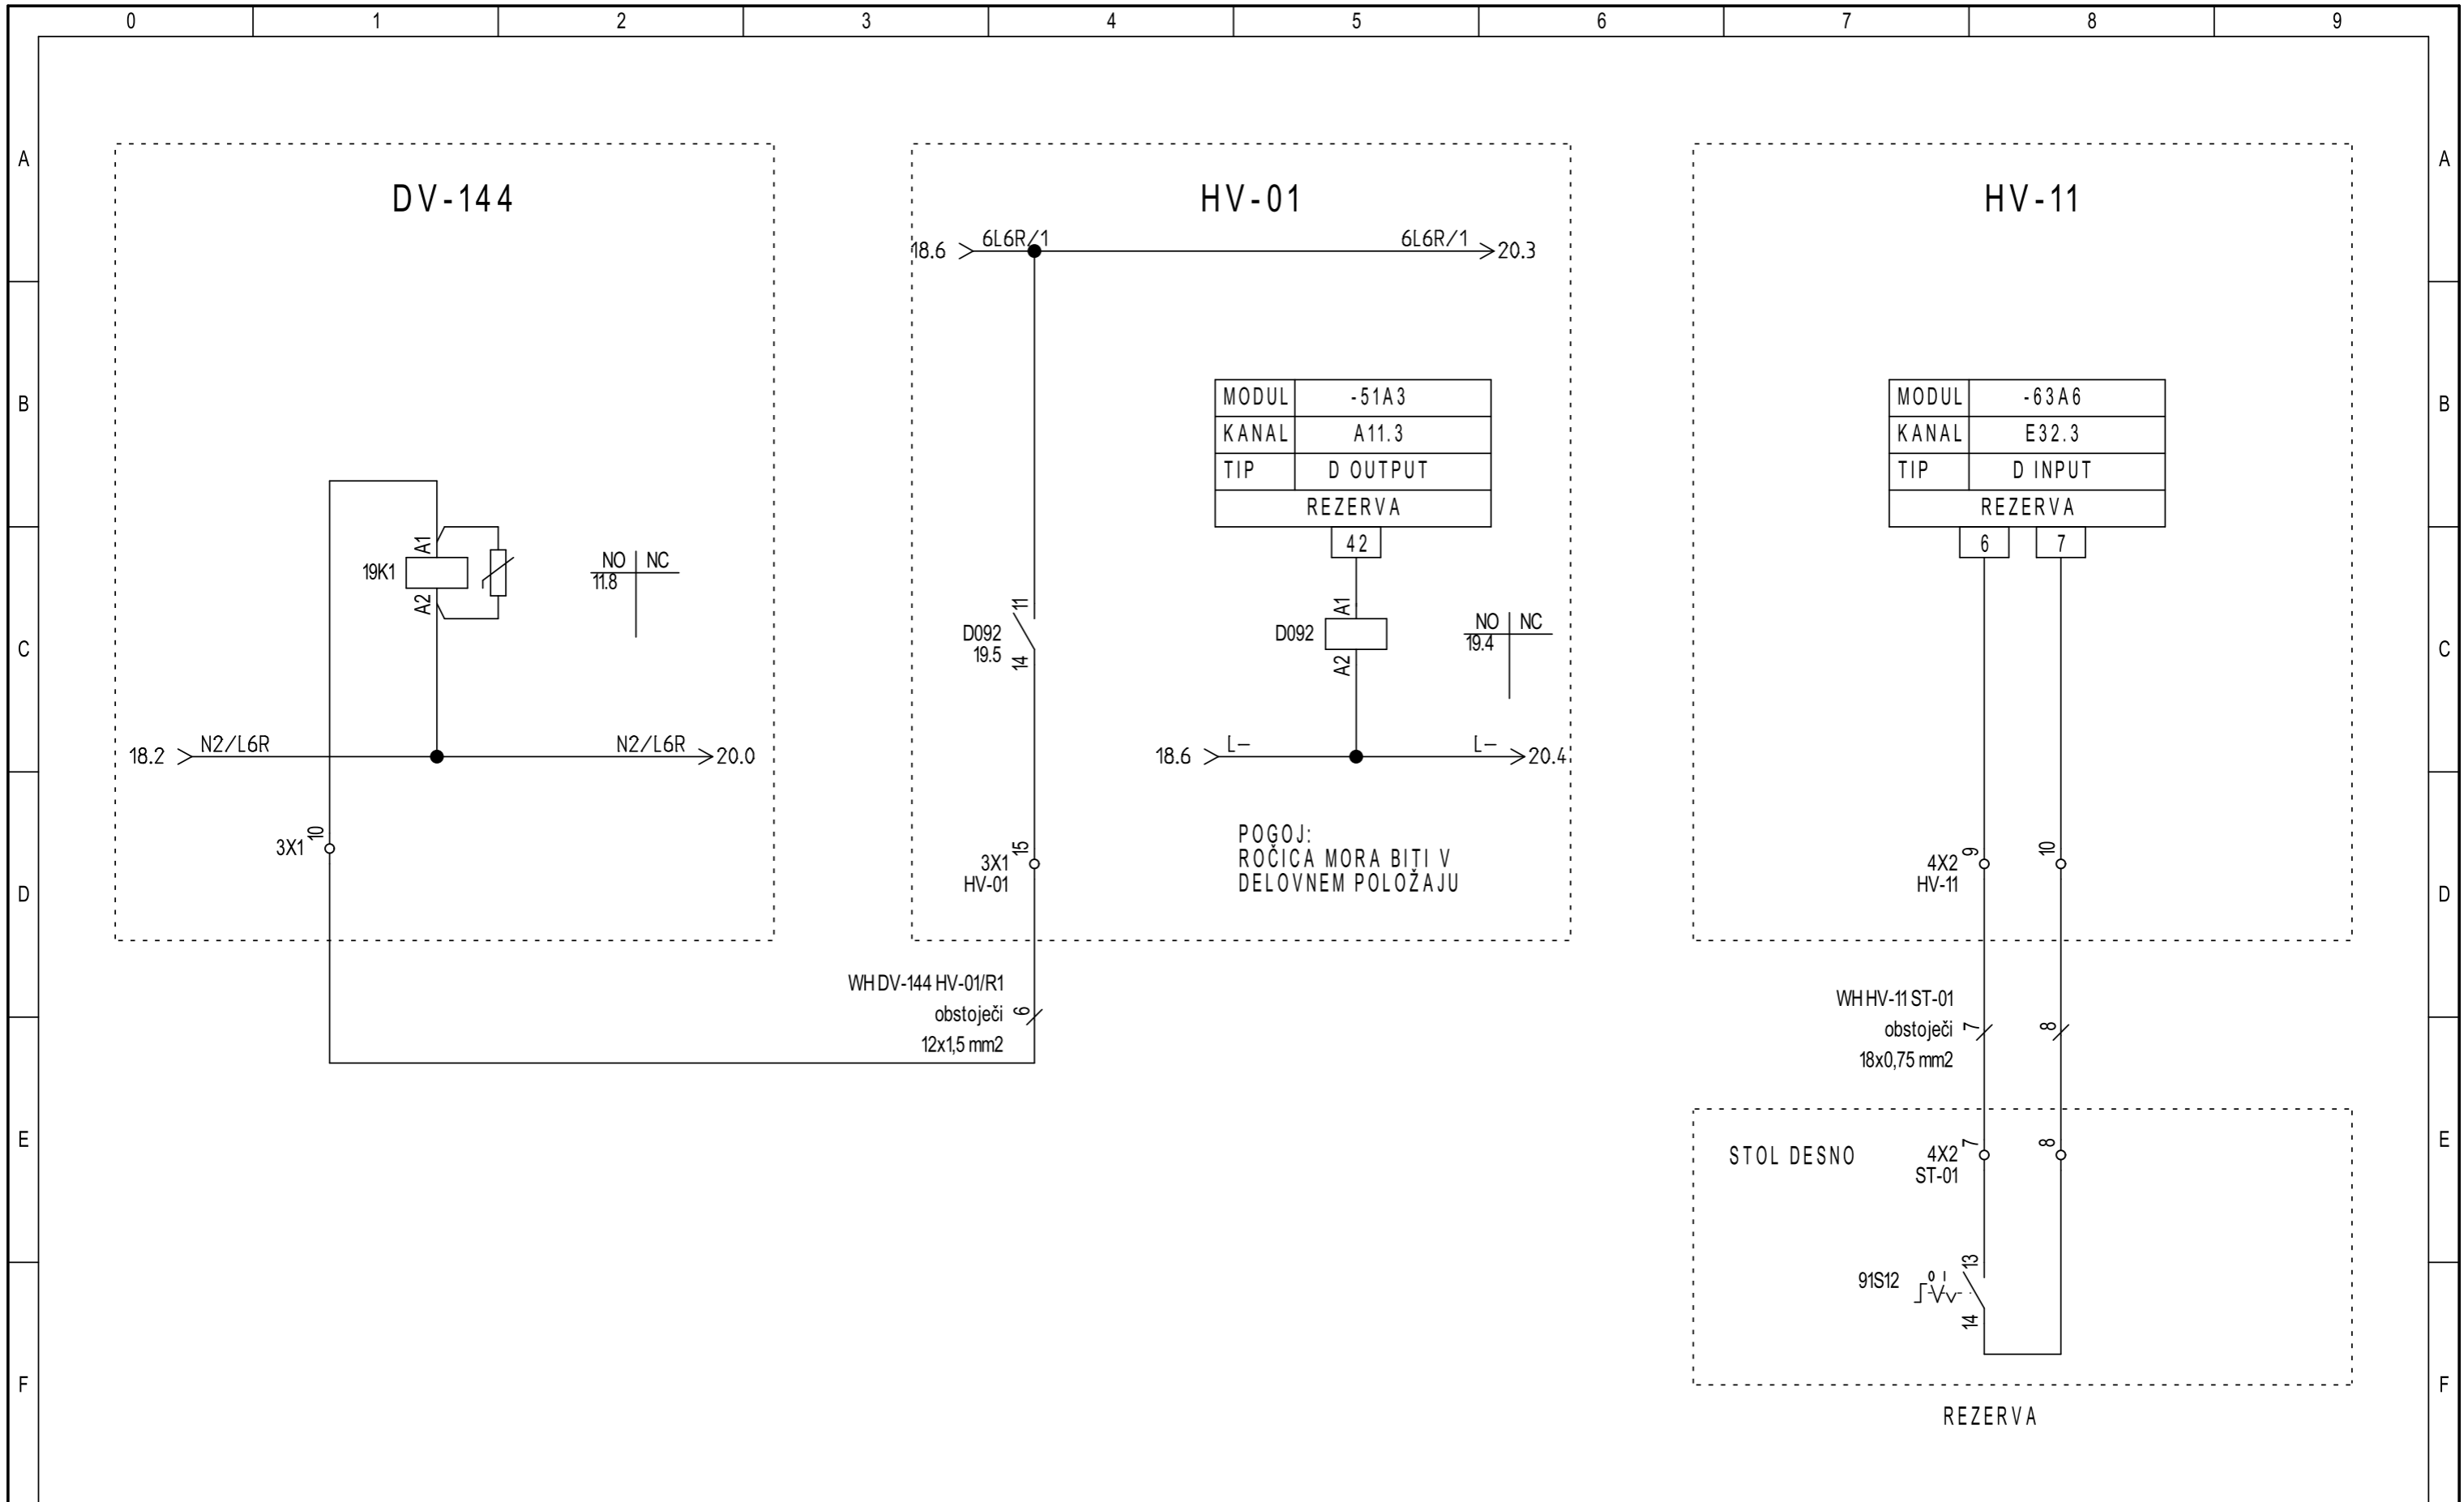 0 1 2 3 4 5 6 7 8 9
A A
B B
C C
D D
E E
F F
DV-144
19K1
A1
A2
NO NC
11.8
18.2 N2/L6R N2/L6R 20.0
3X1 10
HV-01
18.6 6L6R/1 6L6R/1 20.3
MODUL -51A3
KANAL A11.3
TIP D OUTPUT
REZERVA
42
D092
19.5
11
14
D092
A1
A2
NO NC
19.4
18.6 L- L- 20.4
3X1 15
HV-01
POGOJ:
ROČICA MORA BITI V
DELOVNEM POLOŽAJU
WH DV-144 HV-01/R1
obstoječi 6
12x1,5 mm2
HV-11
MODUL -63A6
KANAL E32.3
TIP D INPUT
REZERVA
6 7
4X2 9 10
HV-11
WH HV-11 ST-01
obstoječi 7 8
18x0,75 mm2
STOL DESNO
4X2 7 8
ST-01
91S12 0 I
13
14
REZERVA